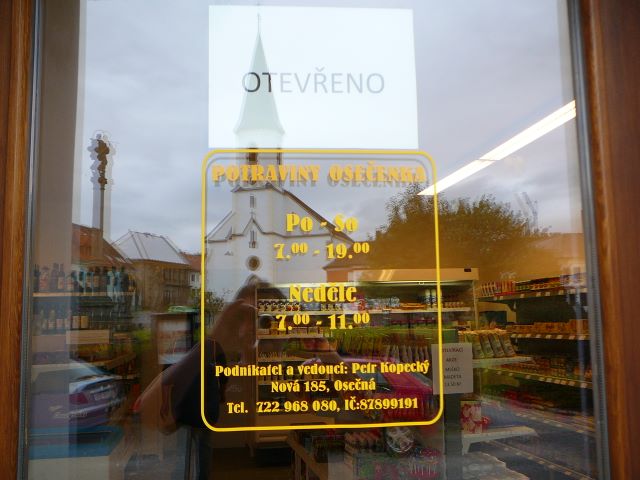 OTEVŘENO
POTRAVINY OSEČENKA
Po - So
7.00 - 19.00
Neděle
7.00 - 11.00
Podnikatel a vedoucí: Petr Kopecký
Nová 185, Osečná
Tel. 722 968 080, IČ:87899191